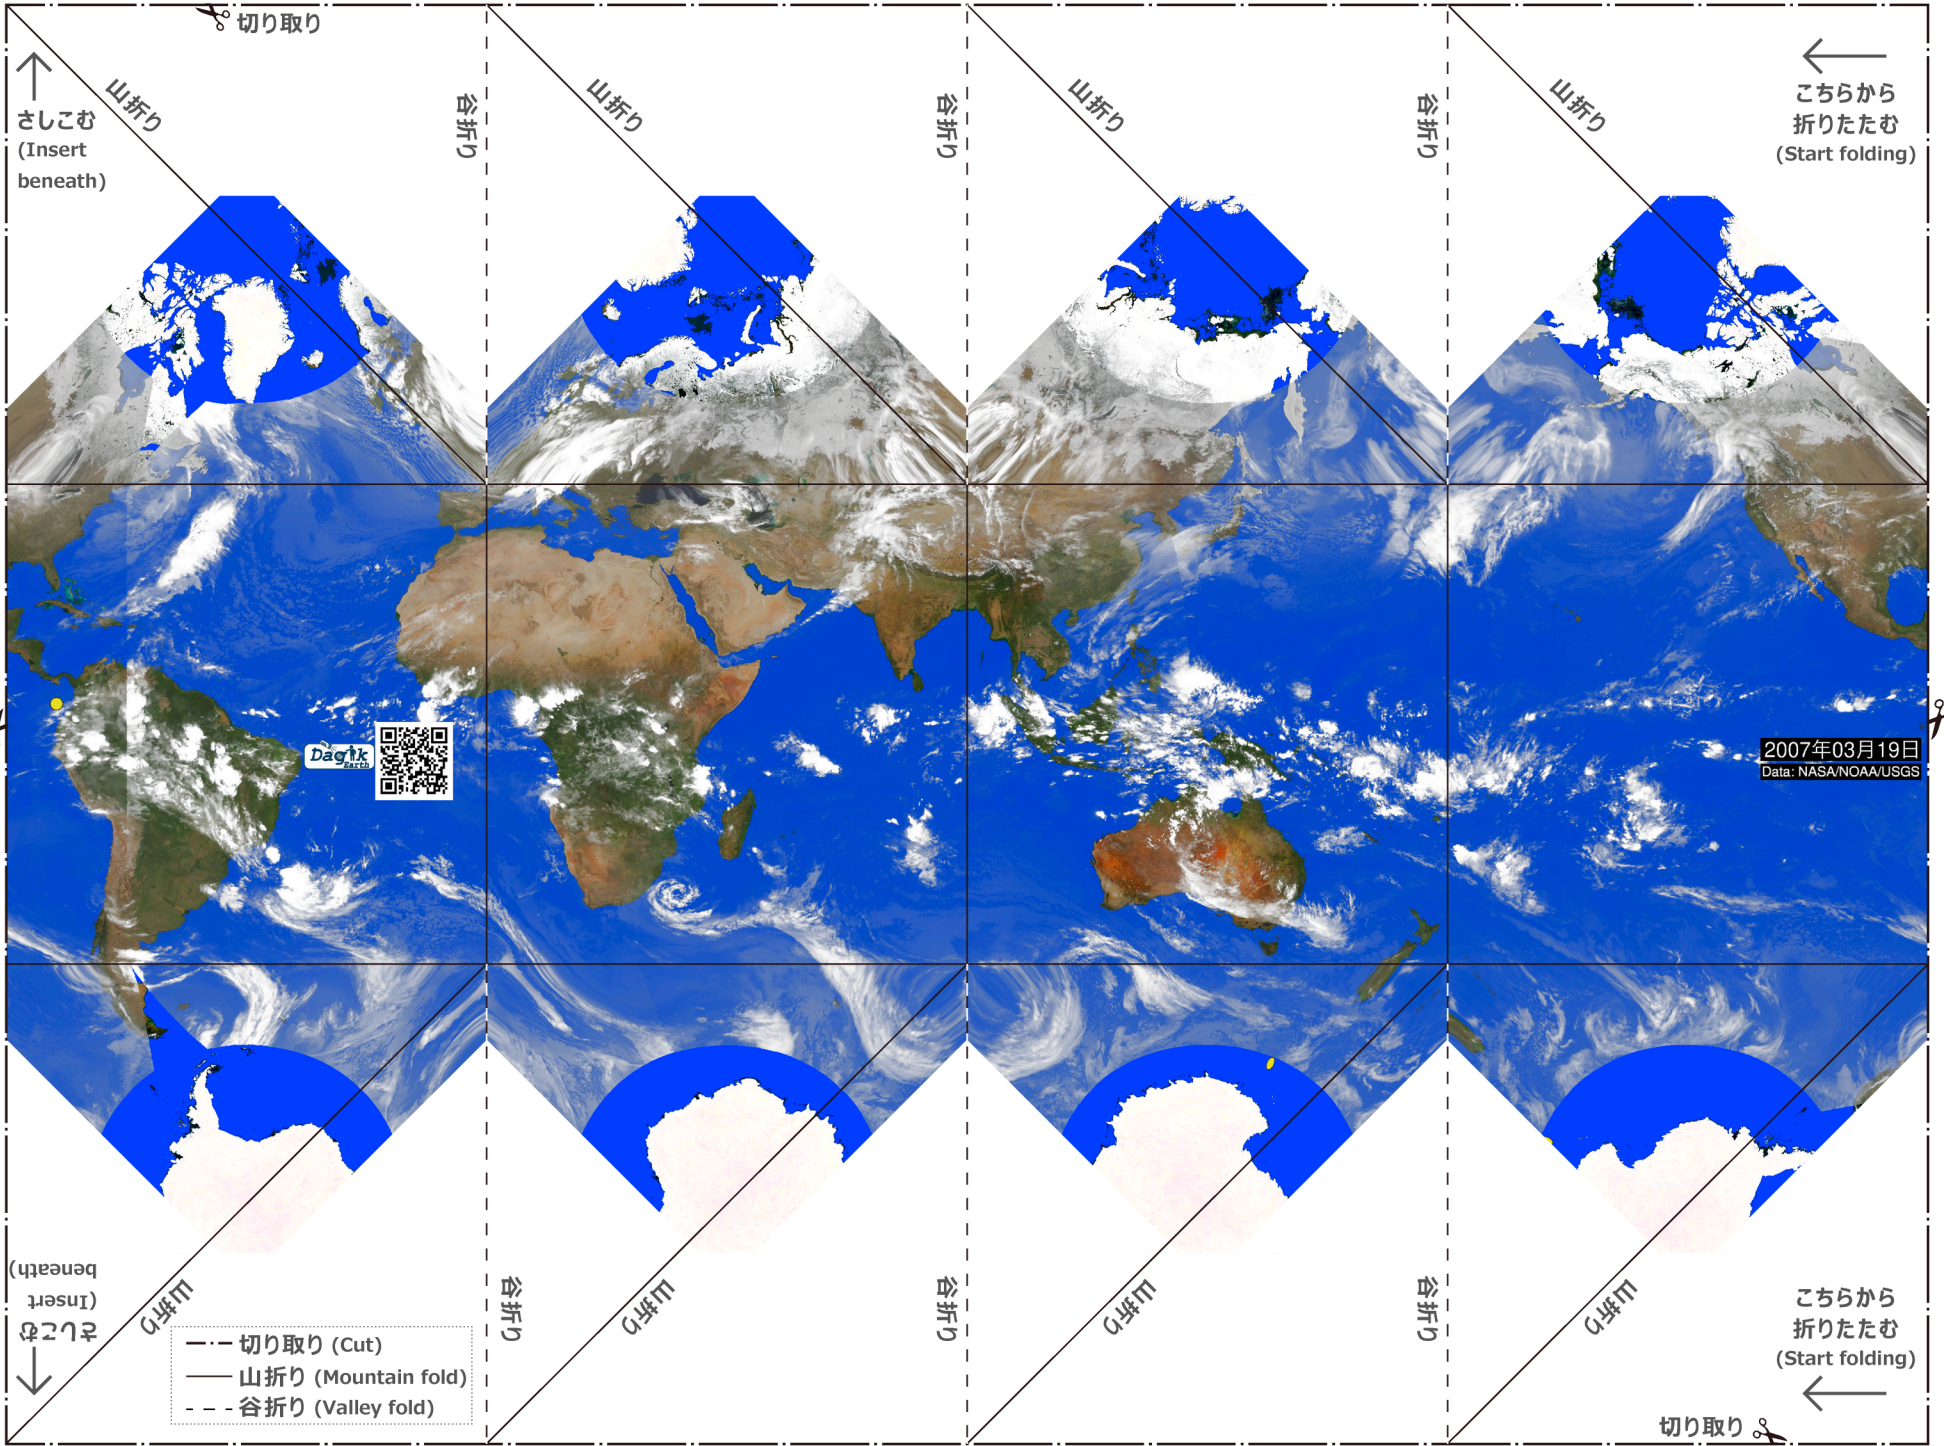 切り取り
山折り
谷折り
山折り
谷折り
山折り
谷折り
山折り
こちらから
折りたたむ
(Start folding)
さしこむ
(Insert
beneath)
Dagik
Earth
2007年03月19日
Data: NASA/NOAA/USGS
さしこむ
(Insert
beneath)
山折り
谷折り
山折り
谷折り
山折り
谷折り
山折り
こちらから
折りたたむ
(Start folding)
切り取り (Cut)
山折り (Mountain fold)
谷折り (Valley fold)
切り取り